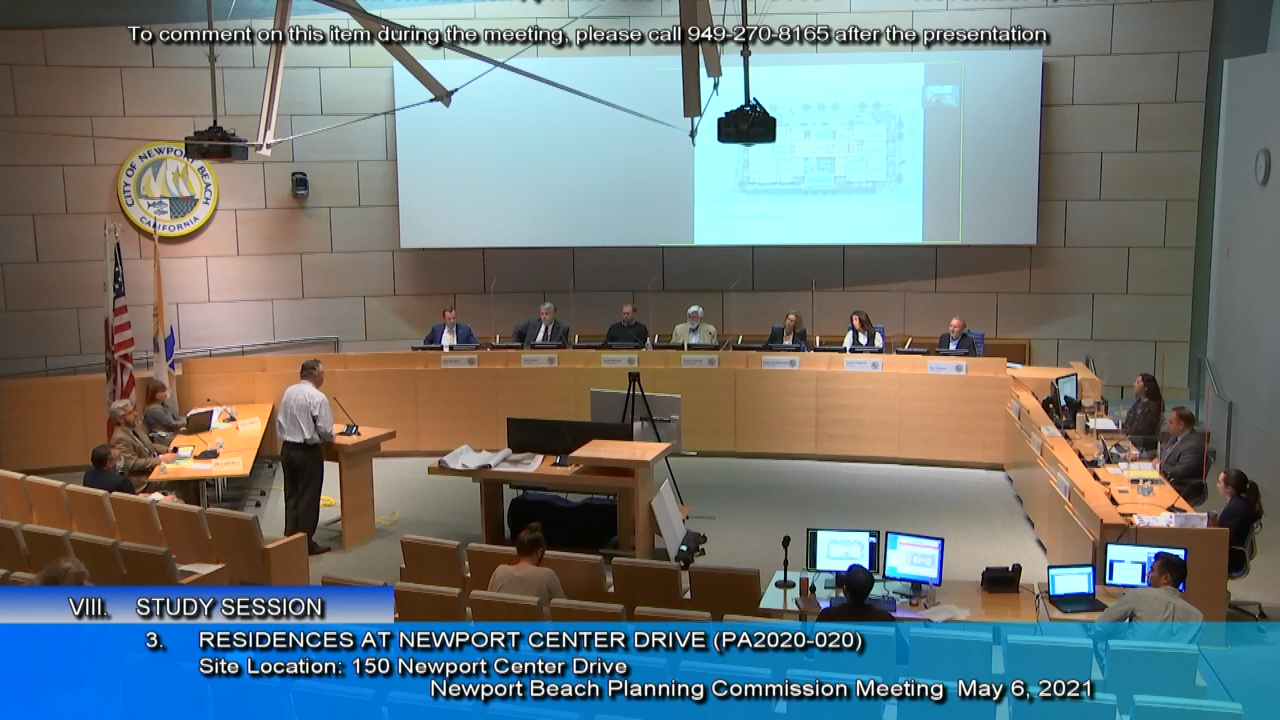 To comment on this item during the meeting, please call 949-270-8165 after the presentation
CITY OF NEWPORT BEACH
CALIFORNIA
VIII. STUDY SESSION
3. RESIDENCES AT NEWPORT CENTER DRIVE (PA2020-020)
Site Location: 150 Newport Center Drive
Newport Beach Planning Commission Meeting May 6, 2021